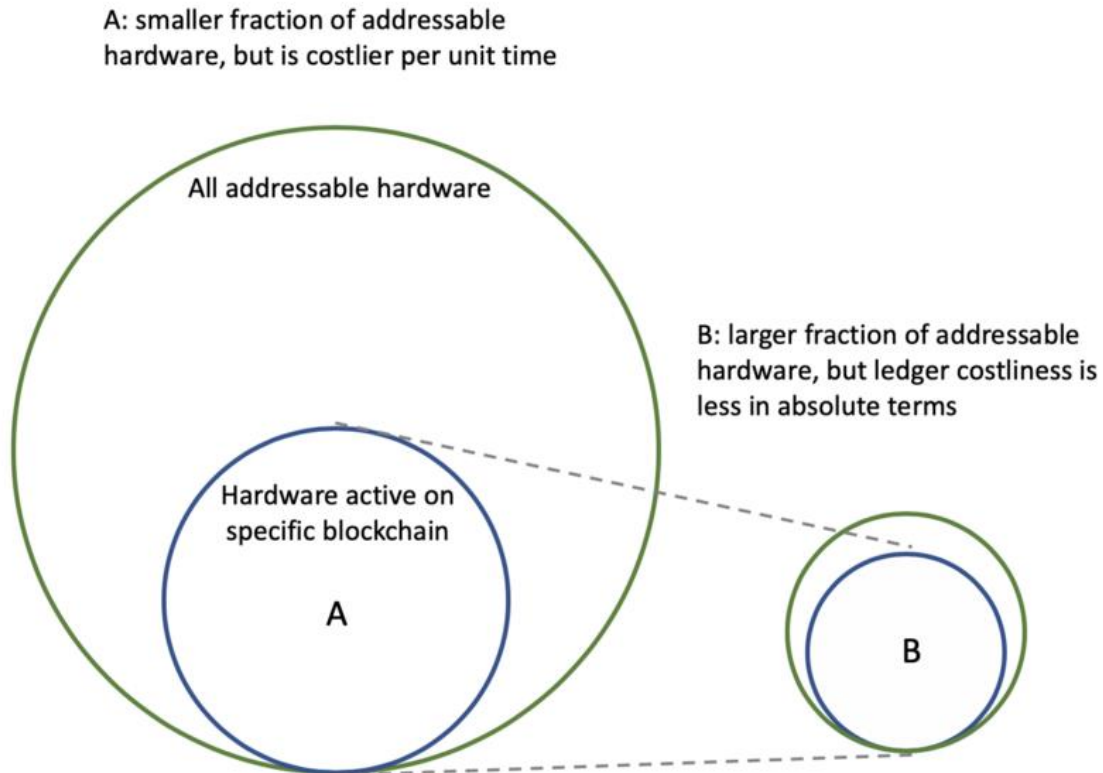 A: smaller fraction of addressable
hardware, but is costlier per unit time
All addressable hardware
B: larger fraction of addressable
hardware, but ledger costliness is
less in absolute terms
Hardware active on
specific blockchain
A
B